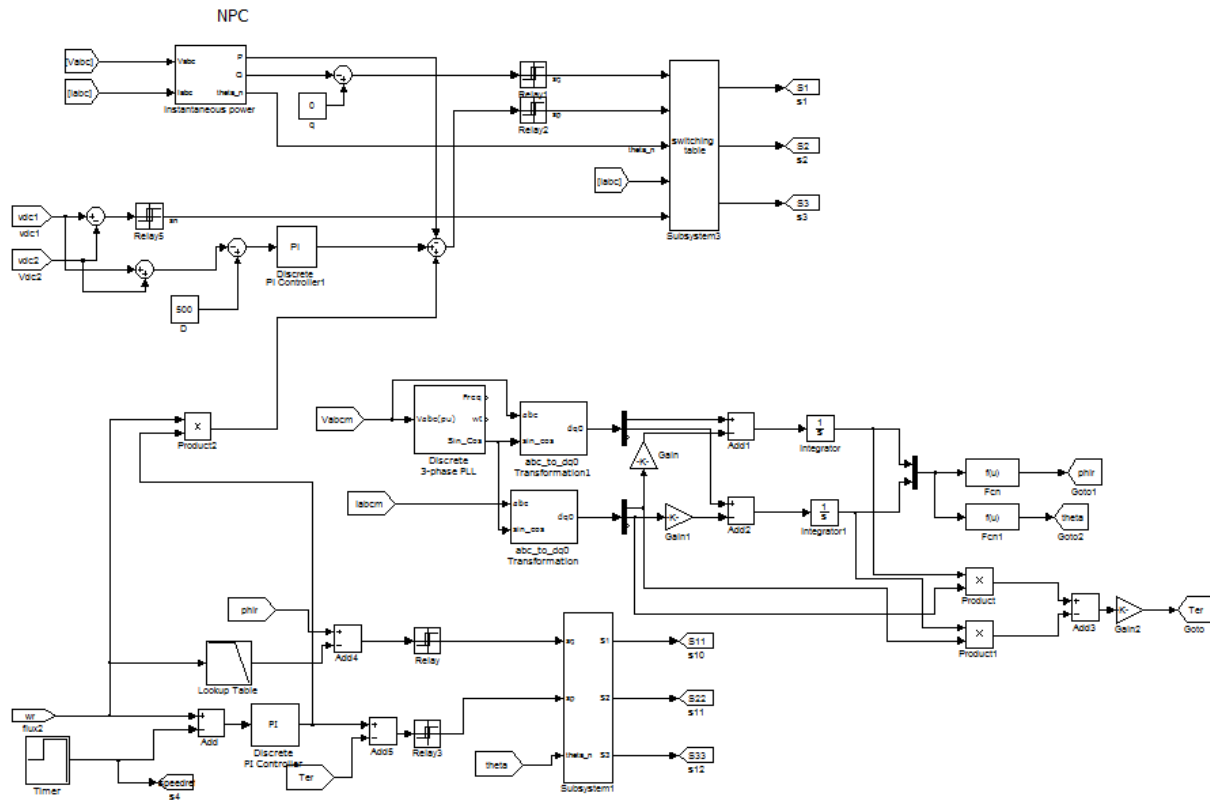 NPC
[Vabc]
Vabc
P
Q
theta_n
[Iabc]
Iabc
Instantaneous power
0
q
sq
Relay1
sp
Relay2
theta_n
[Iabc]
switching
table
Subsystem3
S1
s1
S2
s2
S3
s3
vdc1
vdc1
vdc2
Vdc2
sn
Relay5
PI
Discrete
PI Controller1
500
D
X
Product2
Vabcm
Vabc(pu)
Freq
wt
Sin_Cos
Discrete
3-phase PLL
abc
sin_cos
dq0
abc_to_dq0
Transformation1
Iabcm
abc
sin_cos
dq0
abc_to_dq0
Transformation
-K-
Gain
-K-
Gain1
Add1
Add2
1
s
Integrator
1
s
Integrator1
f(u)
Fcn
phir
Goto1
f(u)
Fcn1
theta
Goto2
X
Product
X
Product1
Add3
-K-
Gain2
Ter
Goto
phir
Add4
Relay
Lookup Table
wr
flux2
Add
PI
Discrete
PI Controller
Add5
Relay3
Ter
Timer
speedref
s4
theta
sq
sp
theta_n
S1
S2
S3
Subsystem1
S11
s10
S22
s11
S33
s12